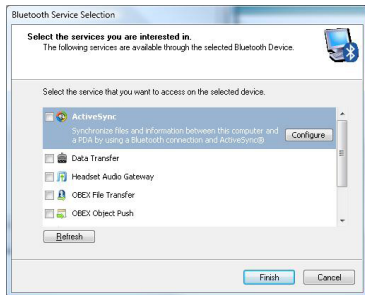 Bluetooth Service Selection
Select the services you are interested in.
The following services are available through the selected Bluetooth Device.
Select the service that you want to access on the selected device.
ActiveSync
Synchronize files and information between this computer and
a PDA by using a Bluetooth connection and ActiveSync®
Configure
Data Transfer
Headset Audio Gateway
OBEX File Transfer
OBEX Object Push
Refresh
Finish
Cancel